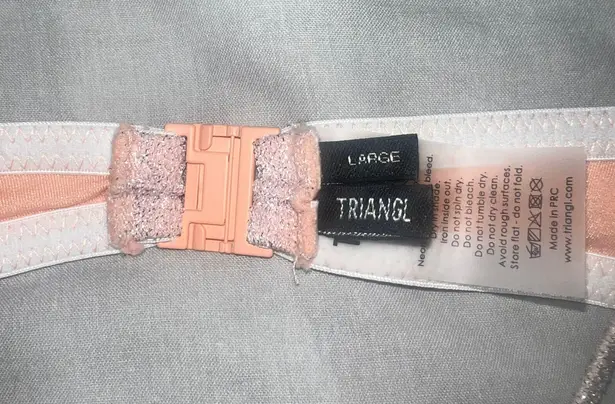 LARGE
TRIANGL
bleed.
Iron inside out.
Do not spin dry.
Do not bleach.
Do not tumble dry.
Do not dry clean.
Avoid rough surfaces.
Store flat - do not fold.
Made in PRC
www.triangl.com